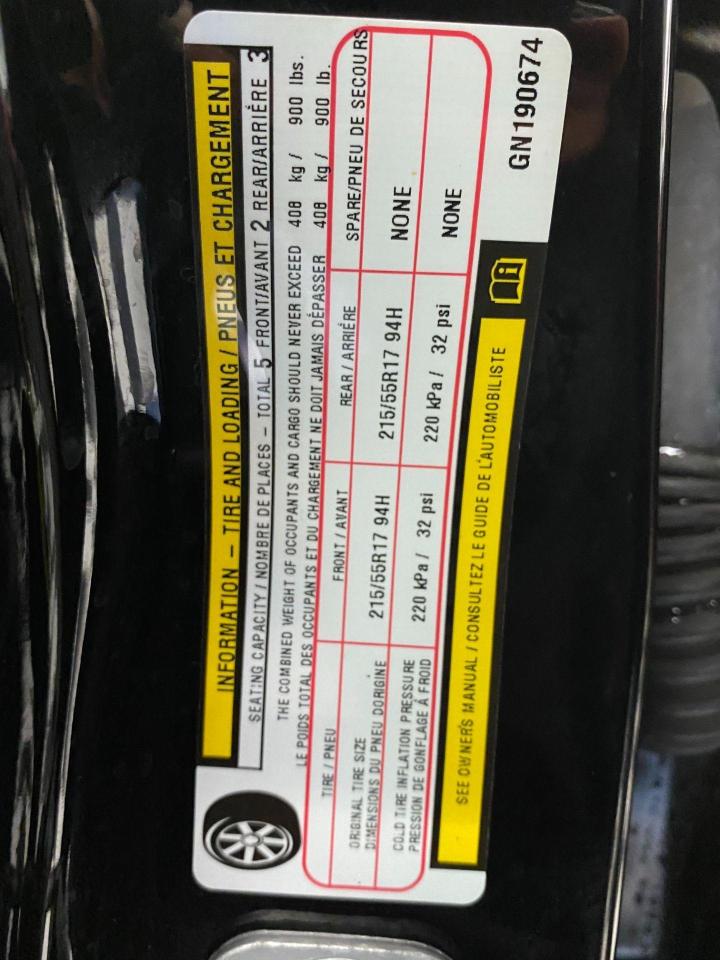 INFORMATION – TIRE AND LOADING / PNEUS ET CHARGEMENT
SEATING CAPACITY / NOMBRE DE PLACES – TOTAL 5 FRONT/AVANT 2 REAR/ARRIÉRE 3
THE COMBINED WEIGHT OF OCCUPANTS AND CARGO SHOULD NEVER EXCEED 408 kg / 900 lbs.
LE POIDS TOTAL DES OCCUPANTS ET DU CHARGEMENT NE DOIT JAMAIS DÉPASSER 408 kg / 900 lb.
TIRE / PNEU FRONT / AVANT REAR / ARRIÉRE SPARE/PNEU DE SECOURS
ORIGINAL TIRE SIZE
DIMENSIONS DU PNEU DORIGINE 215/55R17 94H 215/55R17 94H NONE
COLD TIRE INFLATION PRESSURE
PRESSION DE GONFLAGE Á FROID 220 kPa / 32 psi 220 kPa / 32 psi NONE
SEE OWNER'S MANUAL / CONSULTEZ LE GUIDE DE L'AUTOMOBILISTE
GN190674